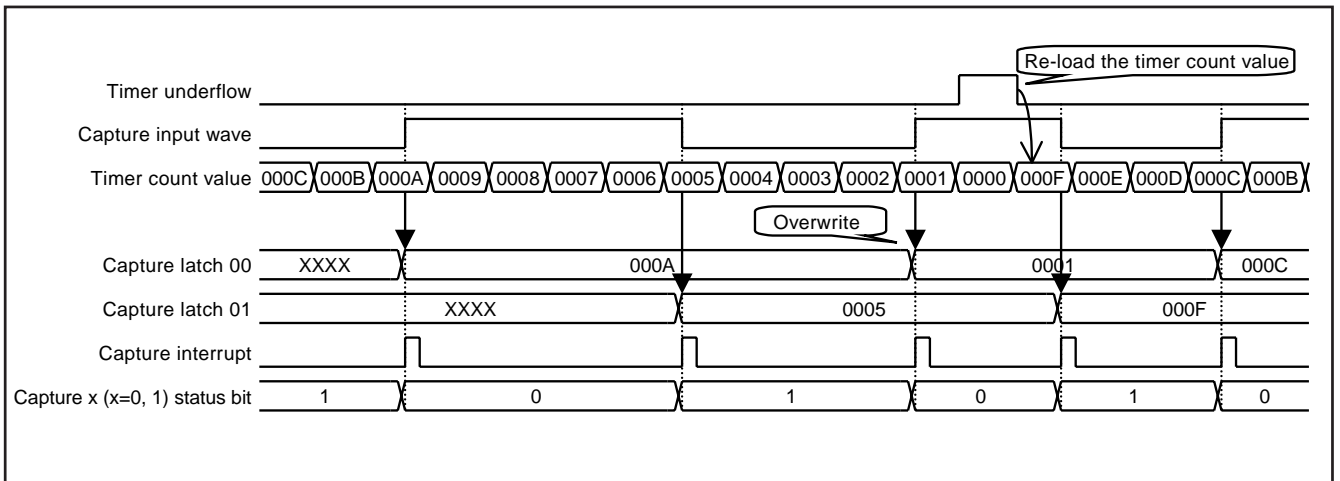 Re-load the timer count value
Timer underflow
Capture input wave
Timer count value 000C 000B 000A 0009 0008 0007 0006 0005 0004 0003 0002 0001 0000 000F 000E 000D 000C 000B
Overwrite
Capture latch 00 XXXX 000A 0001 000C
Capture latch 01 XXXX 0005 000F
Capture interrupt
Capture x (x=0, 1) status bit 1 0 1 0 1 0